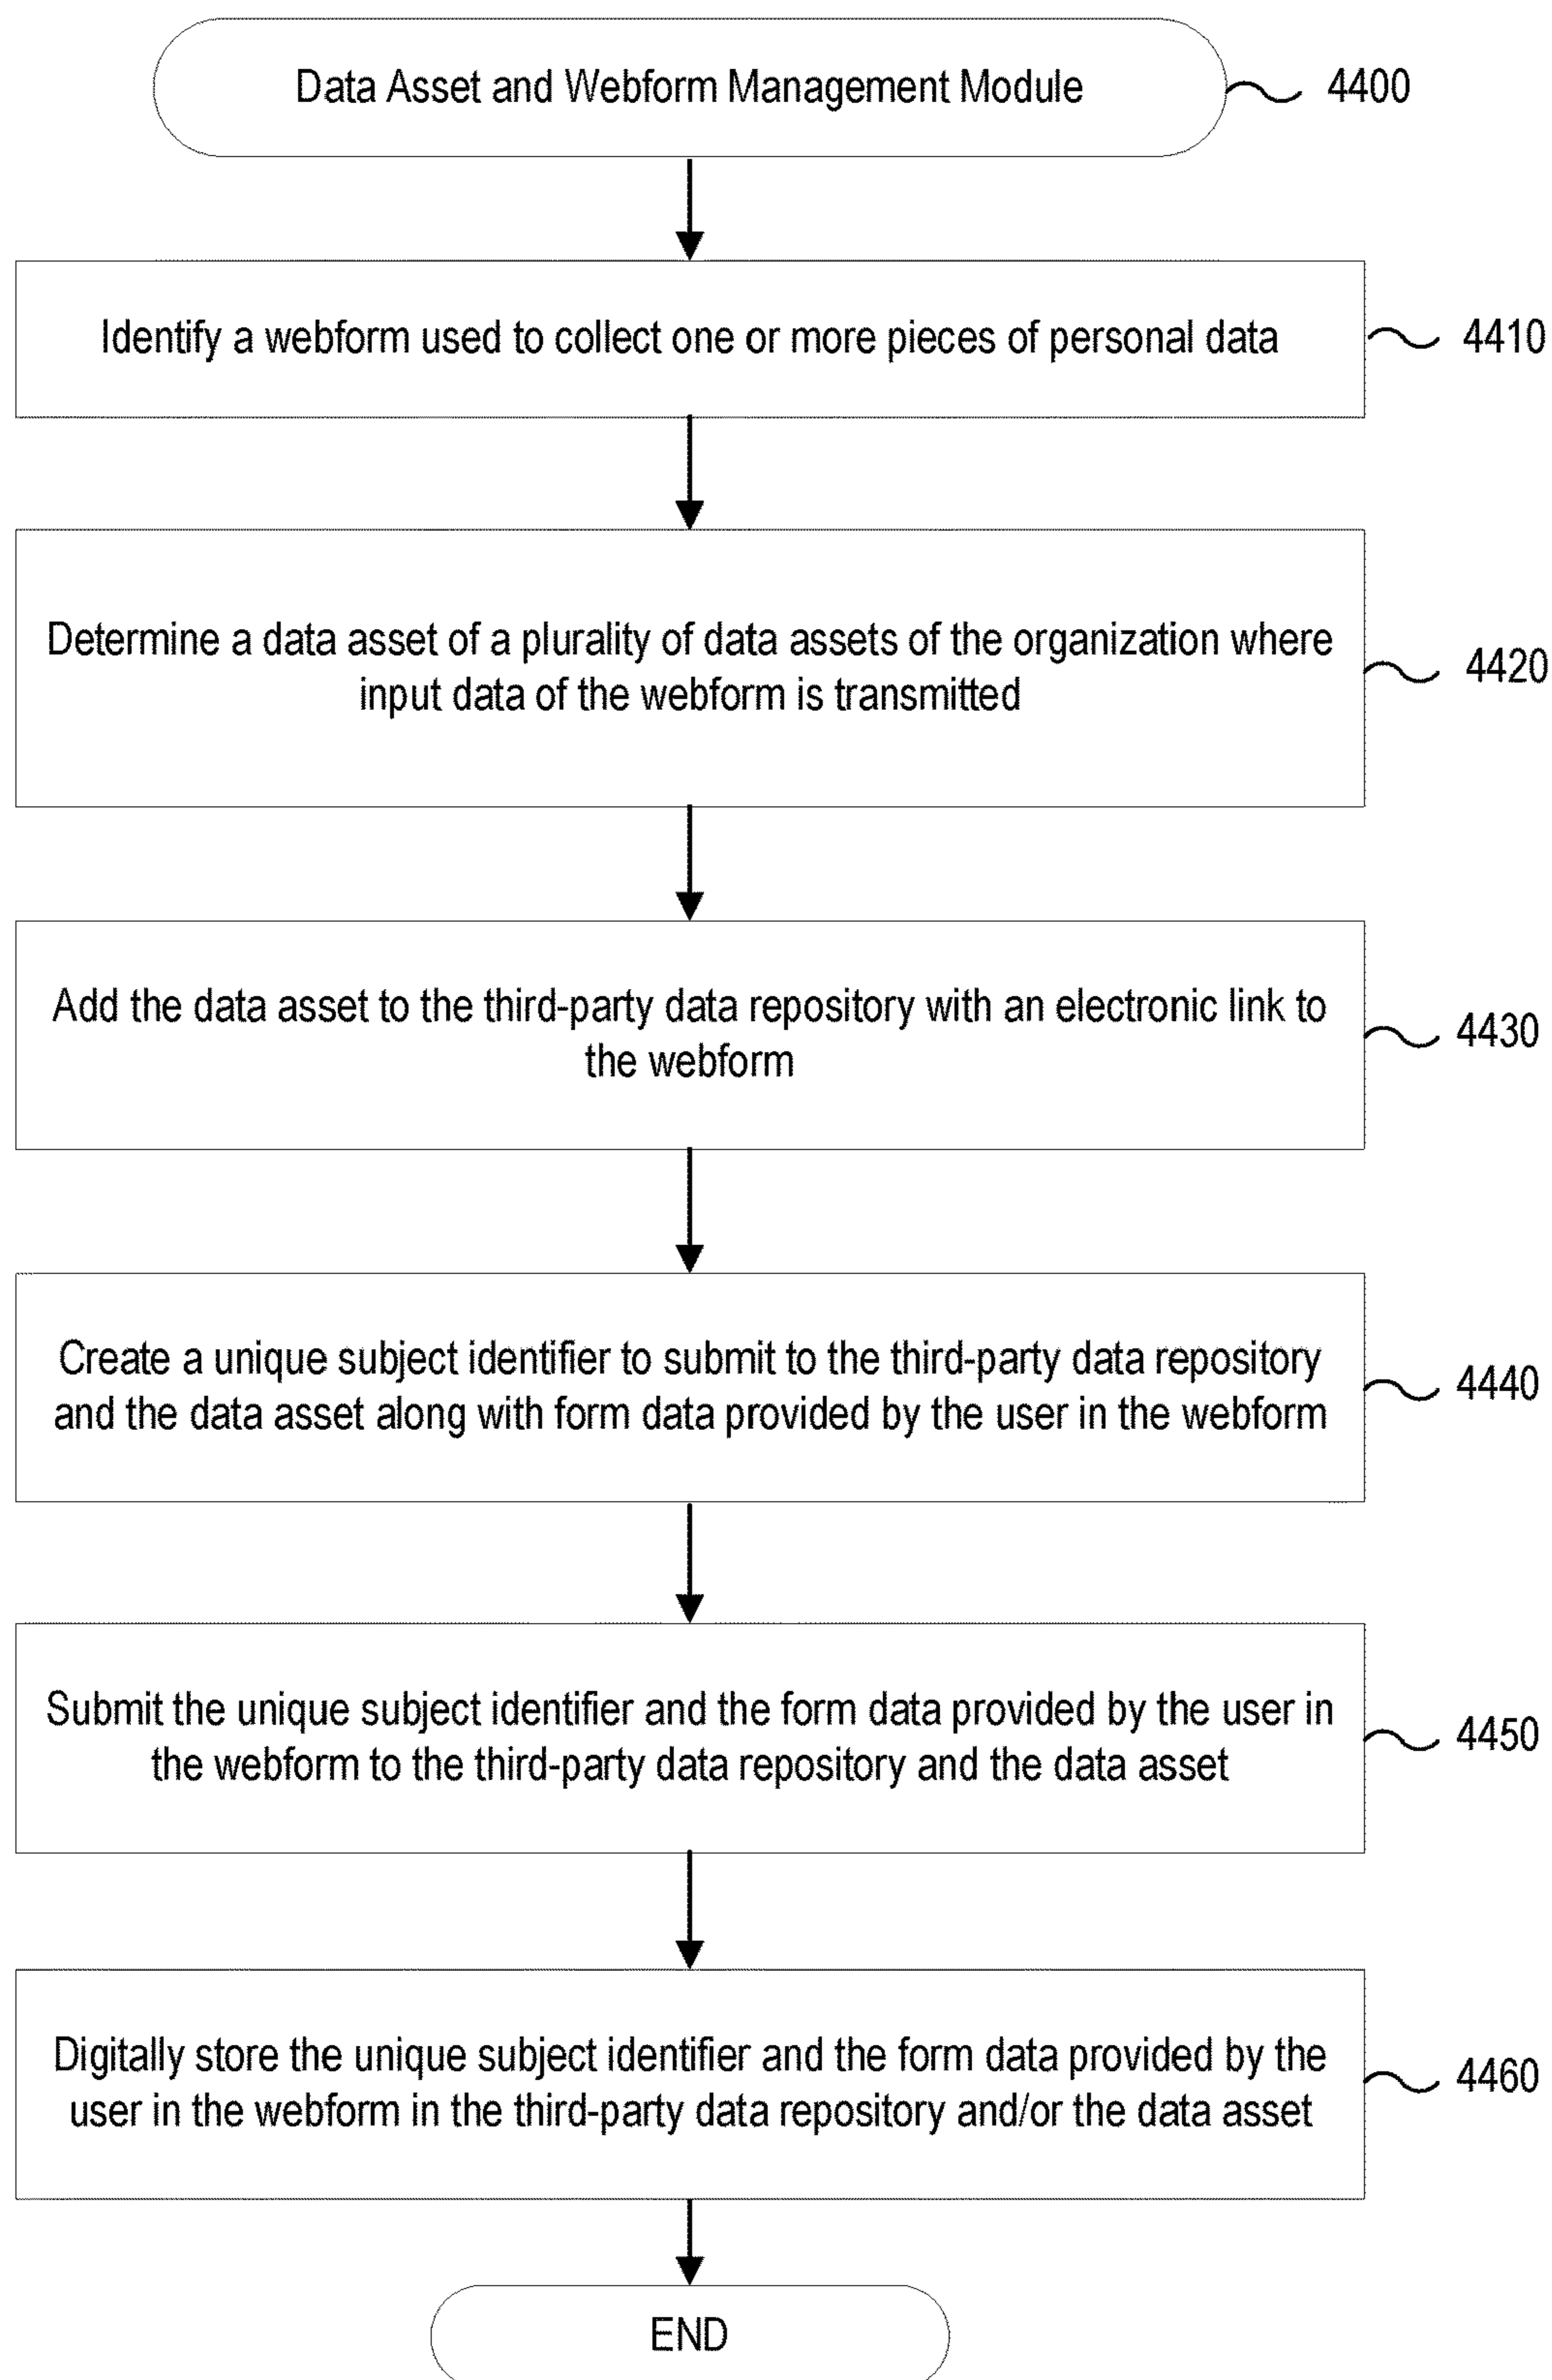 Data Asset and Webform Management Module
4400
Identify a webform used to collect one or more pieces of personal data
4410
Determine a data asset of a plurality of data assets of the organization where
input data of the webform is transmitted
4420
Add the data asset to the third-party data repository with an electronic link to
the webform
4430
Create a unique subject identifier to submit to the third-party data repository
and the data asset along with form data provided by the user in the webform
4440
Submit the unique subject identifier and the form data provided by the user in
the webform to the third-party data repository and the data asset
4450
Digitally store the unique subject identifier and the form data provided by the
user in the webform in the third-party data repository and/or the data asset
4460
END